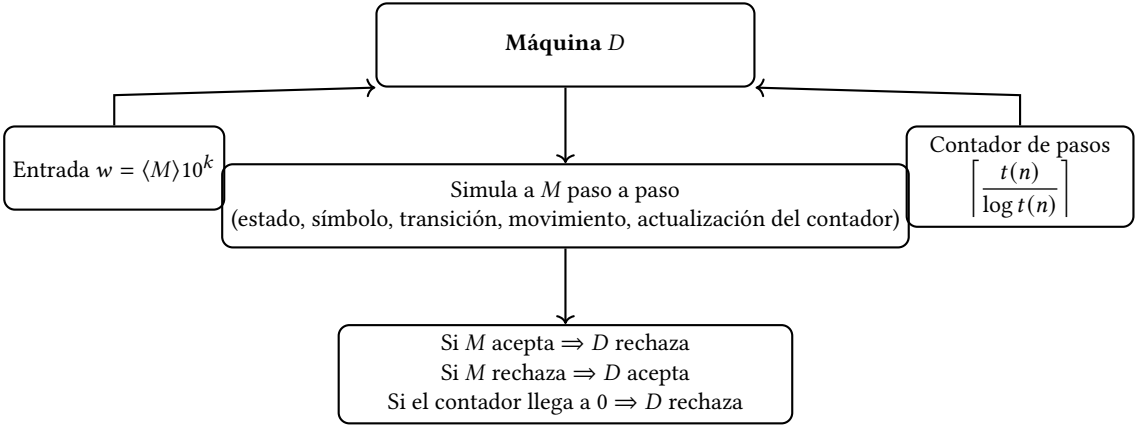 Máquina D
Entrada w = ⟨M⟩10^k
Contador de pasos
⌈t(n) / log t(n)⌉
Simula a M paso a paso
(estado, símbolo, transición, movimiento, actualización del contador)
Si M acepta ⇒ D rechaza
Si M rechaza ⇒ D acepta
Si el contador llega a 0 ⇒ D rechaza